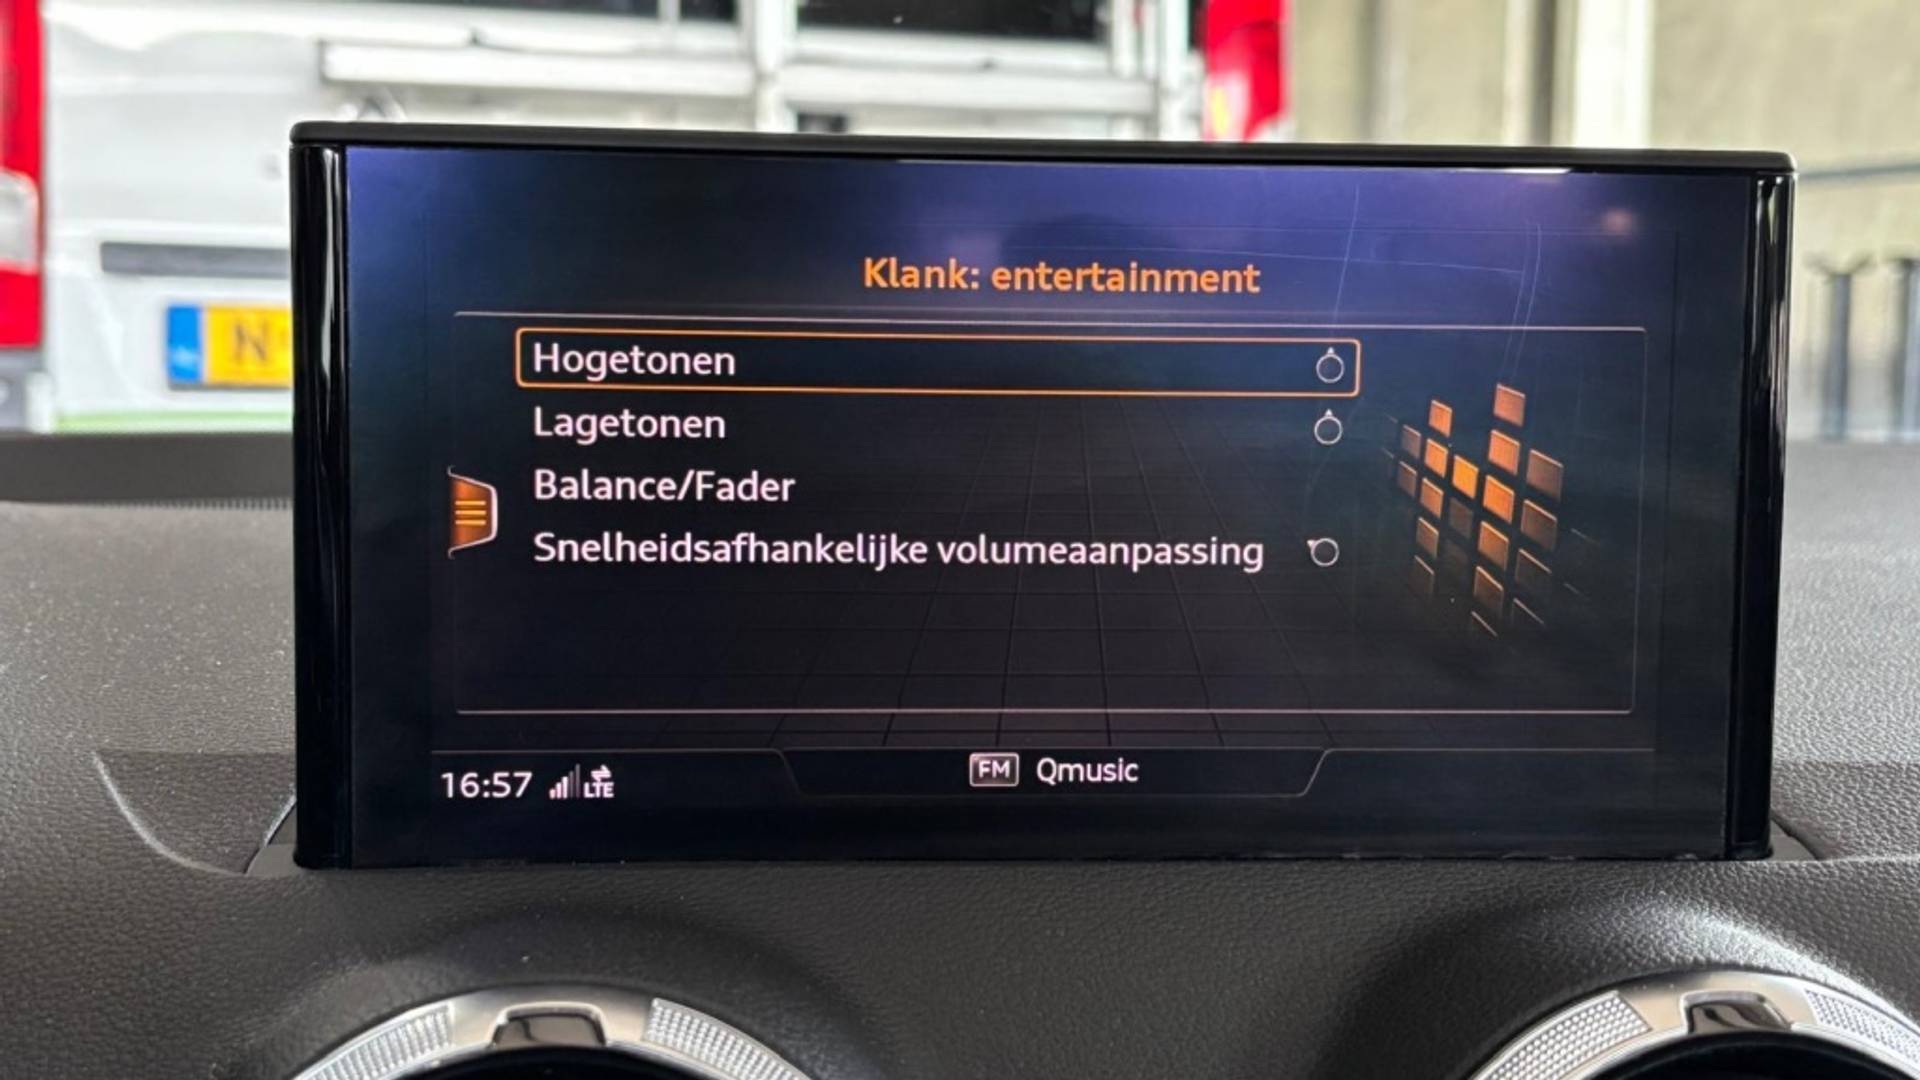 Klank: entertainment
Hogetonen
Lagetonen
Balance/Fader
Snelheidsafhankelijke volumeaanpassing
16:57 LTE
FM Qmusic
N